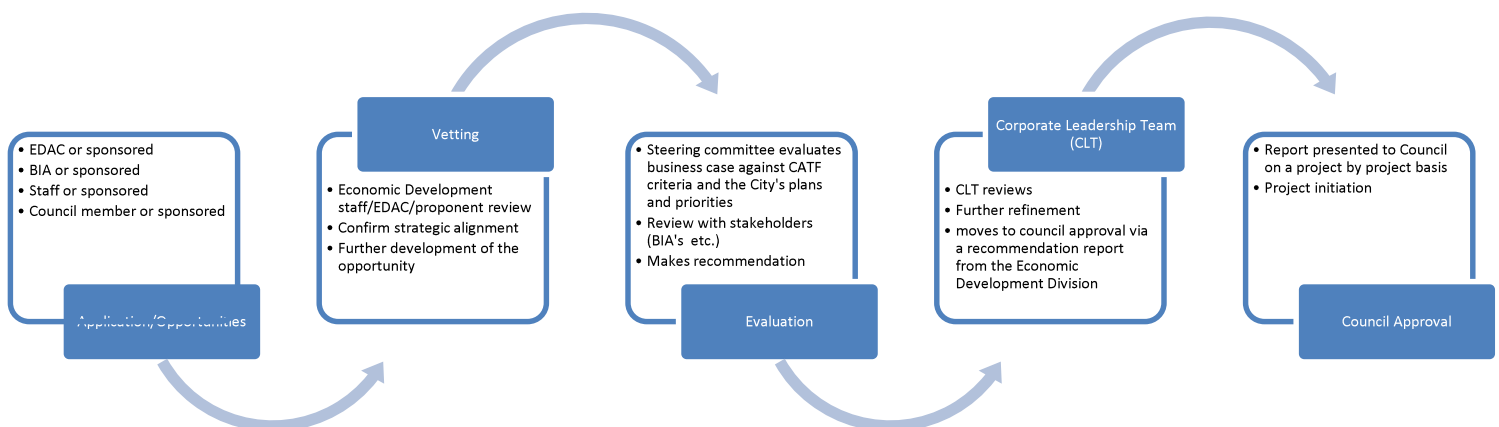 • EDAC or sponsored
• BIA or sponsored
• Staff or sponsored
• Council member or sponsored
Application/Opportunities
Vetting
• Economic Development
staff/EDAC/proponent review
• Confirm strategic alignment
• Further development of the
opportunity
• Steering committee evaluates
business case against CATF
criteria and the City's plans
and priorities
• Review with stakeholders
(BIA's etc.)
• Makes recommendation
Evaluation
Corporate Leadership Team
(CLT)
• CLT reviews
• Further refinement
• moves to council approval via
a recommendation report
from the Economic
Development Division
• Report presented to Council
on a project by project basis
• Project initiation
Council Approval